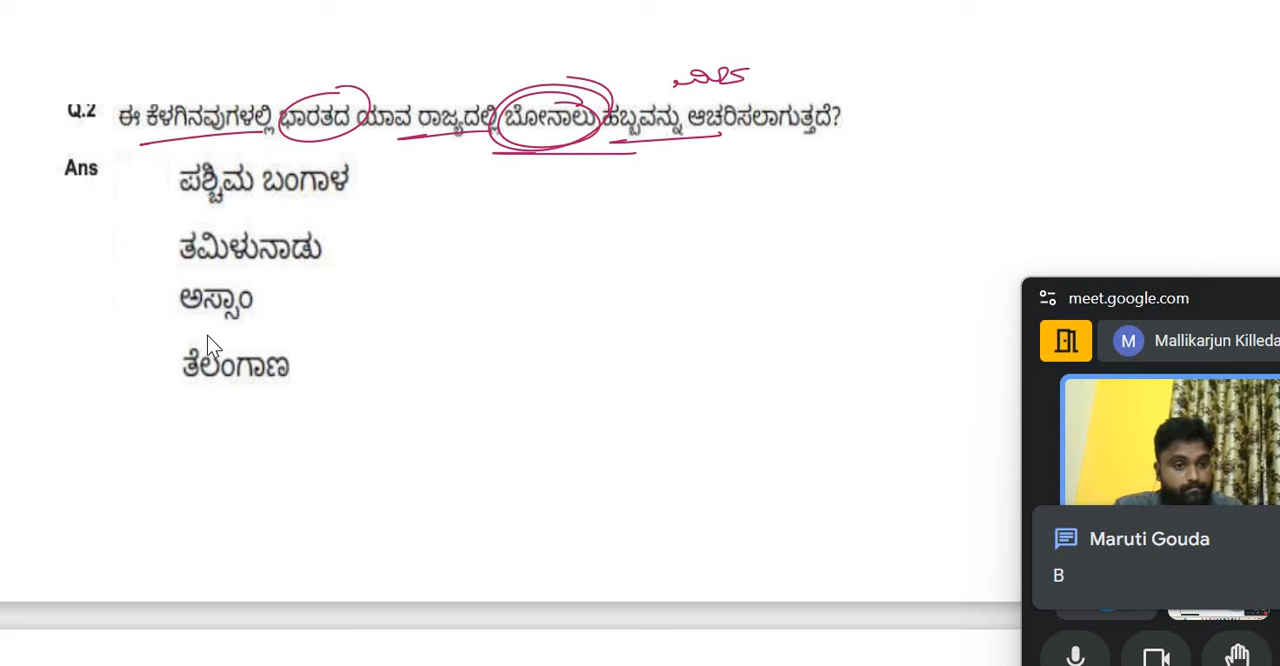 Q.2 ಈ ಕೆಳಗಿನವುಗಳಲ್ಲಿ ಭಾರತದ ಯಾವ ರಾಜ್ಯದಲ್ಲಿ ಬೋನಾಲು ಹಬ್ಬವನ್ನು ಆಚರಿಸಲಾಗುತ್ತದೆ?
Ans ಪಶ್ಚಿಮ ಬಂಗಾಳ
ತಮಿಳುನಾಡು
ಅಸ್ಸಾಂ
ತೆಲಂಗಾಣ
meet.google.com
M Mallikarjun Killeda
Maruti Gouda
B